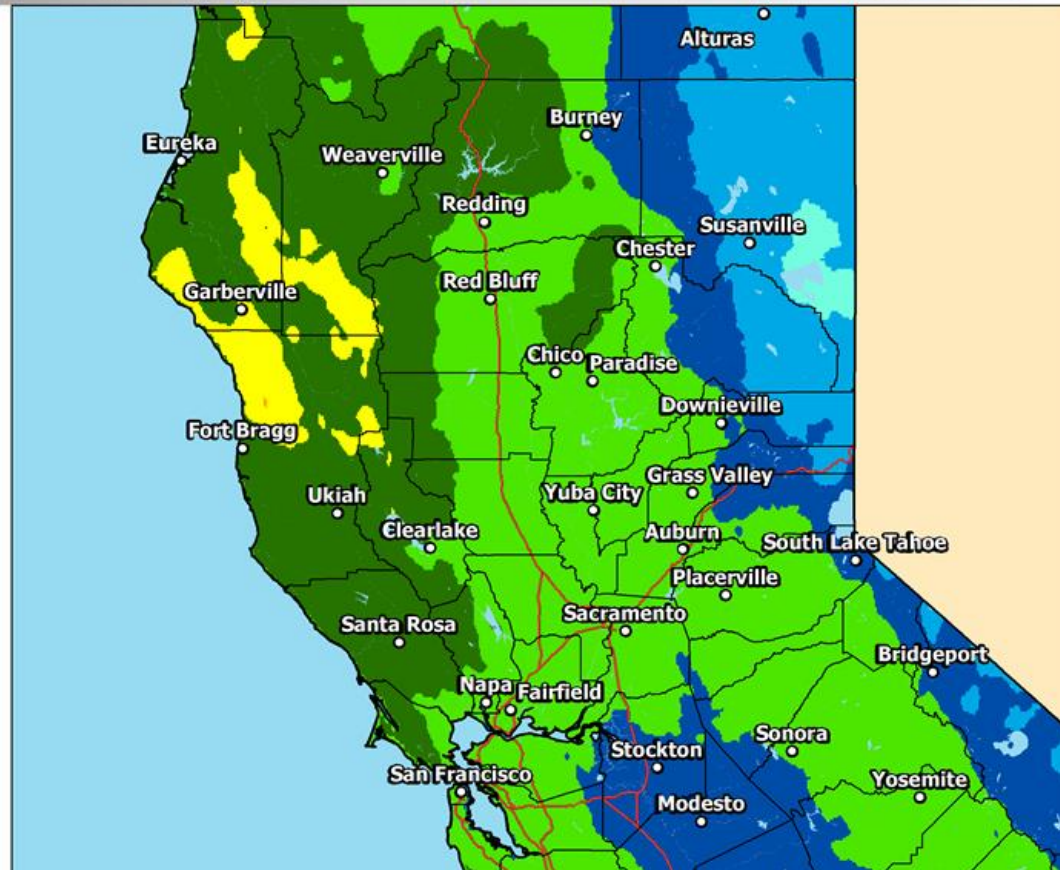 Alturas
Burney
Eureka
Weaverville
Redding
Susanville
Chester
Red Bluff
Garberville
Chico
Paradise
Downieville
Fort Bragg
Grass Valley
Ukiah
Yuba City
Clearlake
Auburn
South Lake Tahoe
Placerville
Sacramento
Santa Rosa
Bridgeport
Napa
Fairfield
Sonora
Stockton
San Francisco
Yosemite
Modesto